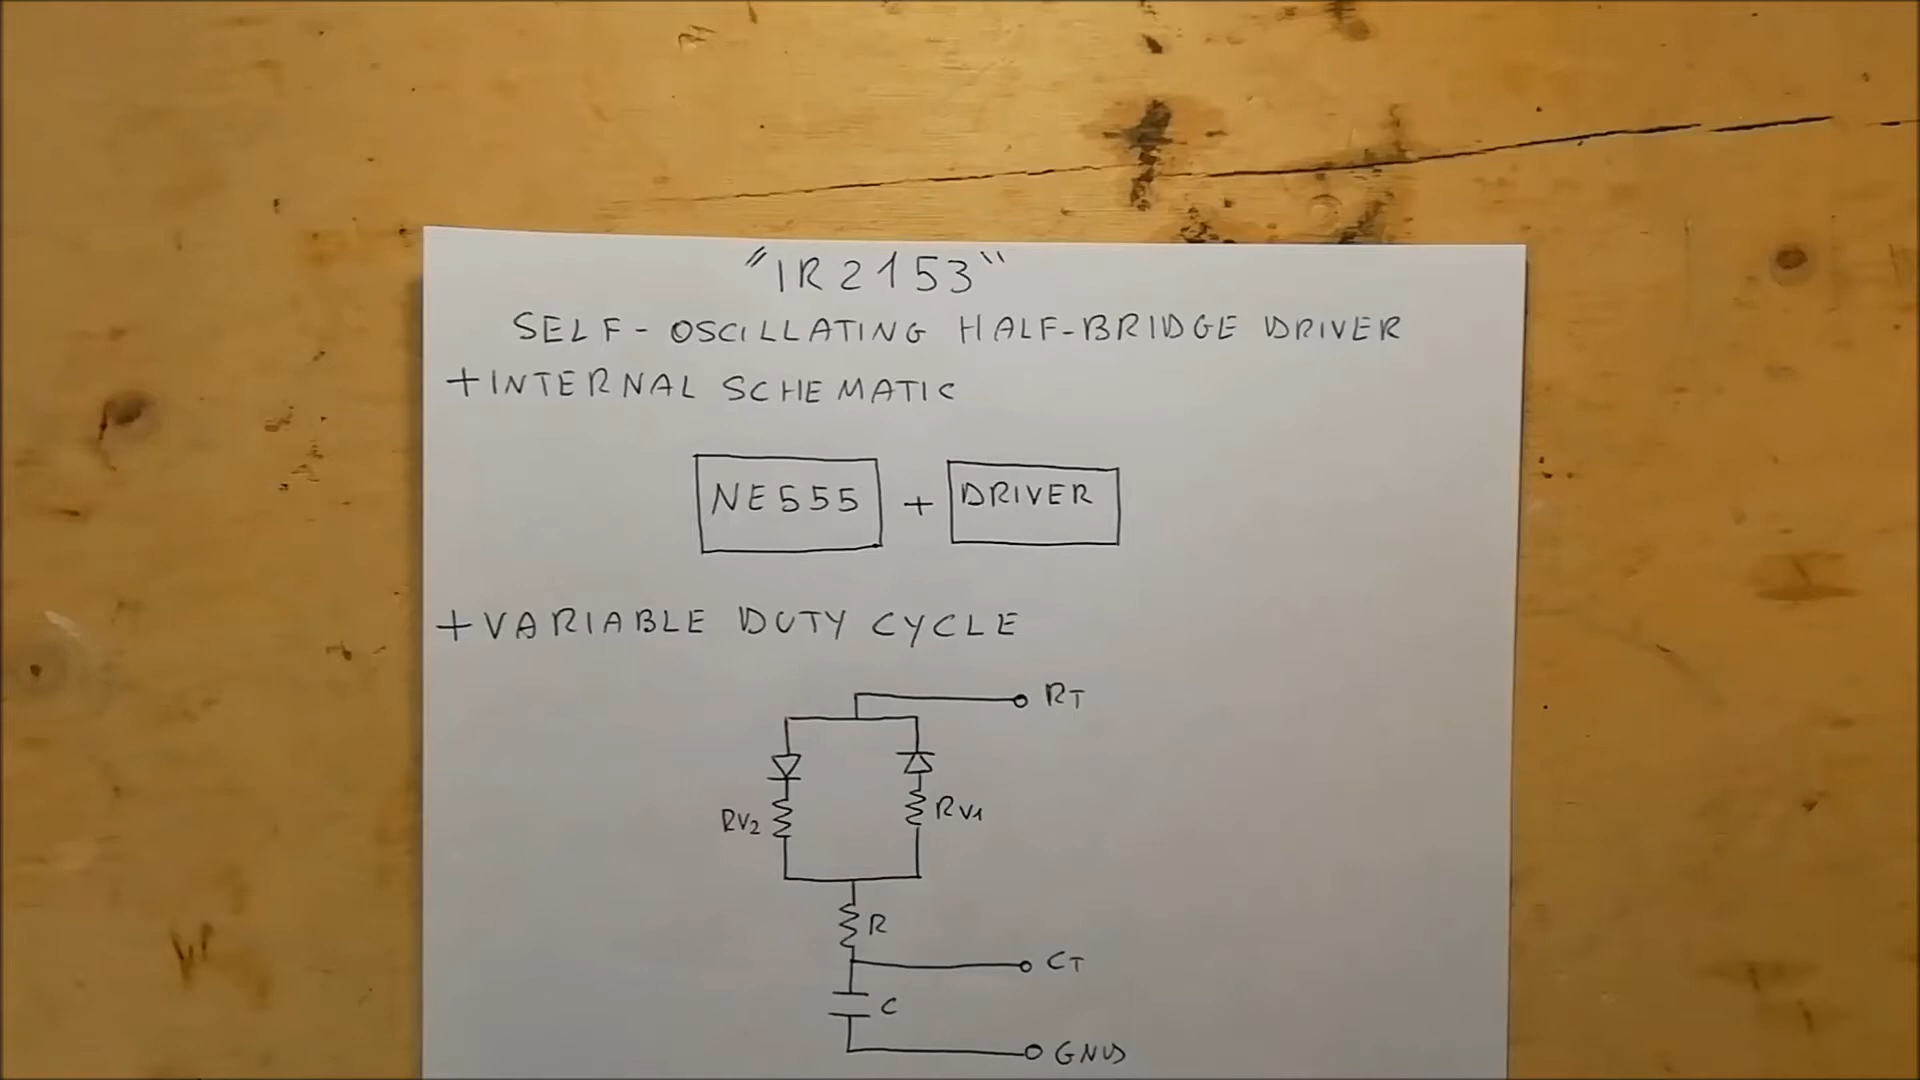 "IR2153"
SELF-OSCILLATING HALF-BRIDGE DRIVER
+INTERNAL SCHEMATIC
NE555 + DRIVER
+VARIABLE DUTY CYCLE
RT
RV2 RV1
R
CT
C
GND